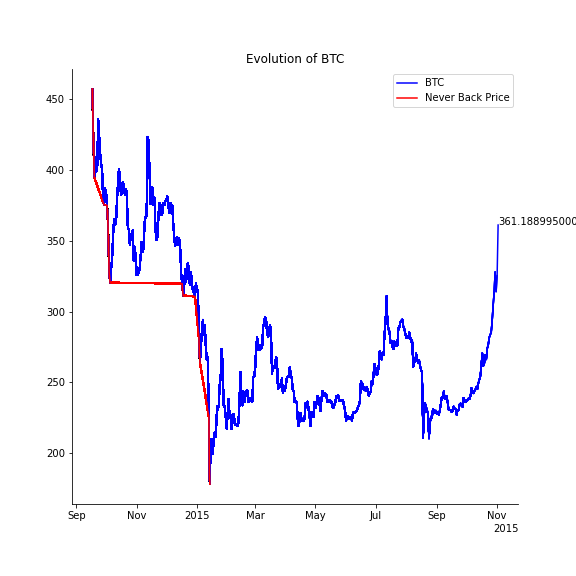 Evolution of BTC
BTC
Never Back Price
450
400
350
300
250
200
361.188995000
Sep
Nov
2015
Mar
May
Jul
Sep
Nov
2015